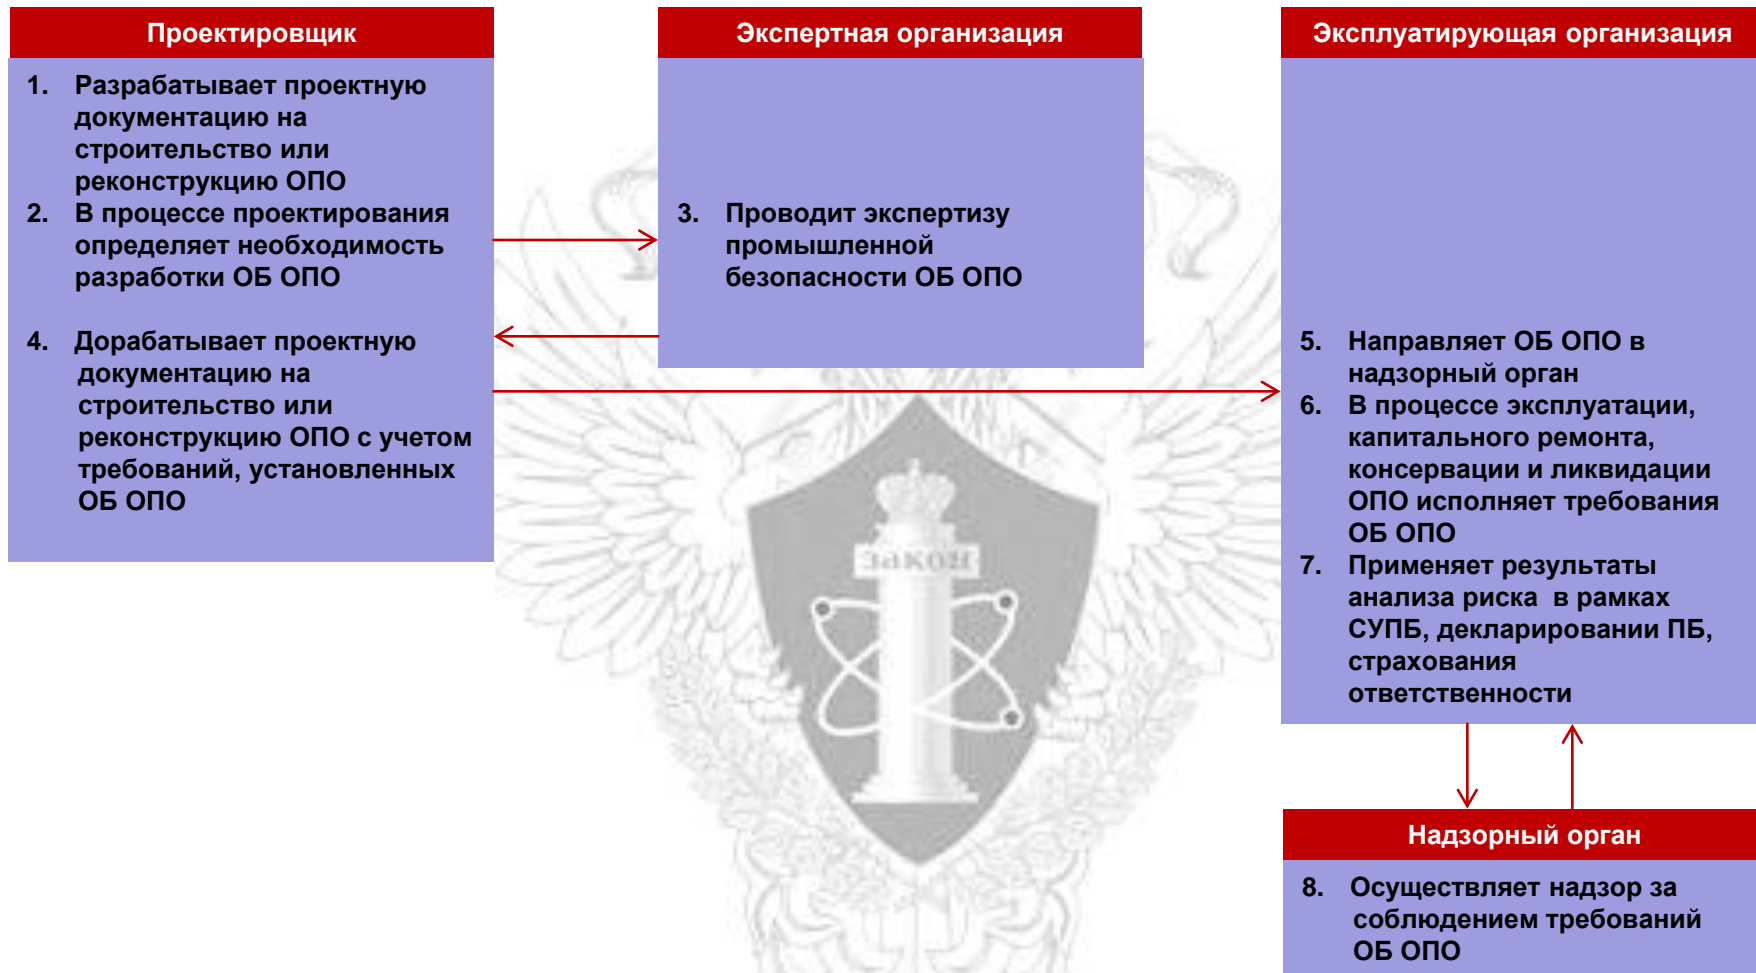 Проектировщик
1. Разрабатывает проектную
документацию на
строительство или
реконструкцию ОПО
2. В процессе проектирования
определяет необходимость
разработки ОБ ОПО
4. Дорабатывает проектную
документацию на
строительство или
реконструкцию ОПО с учетом
требований, установленных
ОБ ОПО
Экспертная организация
3. Проводит экспертизу
промышленной
безопасности ОБ ОПО
Эксплуатирующая организация
5. Направляет ОБ ОПО в
надзорный орган
6. В процессе эксплуатации,
капитального ремонта,
консервации и ликвидации
ОПО исполняет требования
ОБ ОПО
7. Применяет результаты
анализа риска в рамках
СУПБ, декларировании ПБ,
страхования
ответственности
Надзорный орган
8. Осуществляет надзор за
соблюдением требований
ОБ ОПО
закон